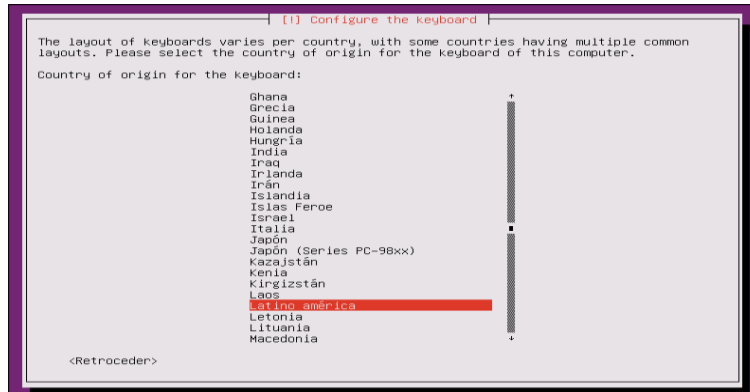 [!] Configure the keyboard
The layout of keyboards varies per country, with some countries having multiple common
layouts. Please select the country of origin for the keyboard of this computer.
Country of origin for the keyboard:
Ghana
Grecia
Guinea
Holanda
Hungría
India
Iraq
Irlanda
Irán
Islandia
Islas Feroe
Israel
Italia
Japón
Japón (Series PC-98xx)
Kazajstán
Kenia
Kirgizstán
Laos
Latino américa
Letonia
Lituania
Macedonia
<Retroceder>